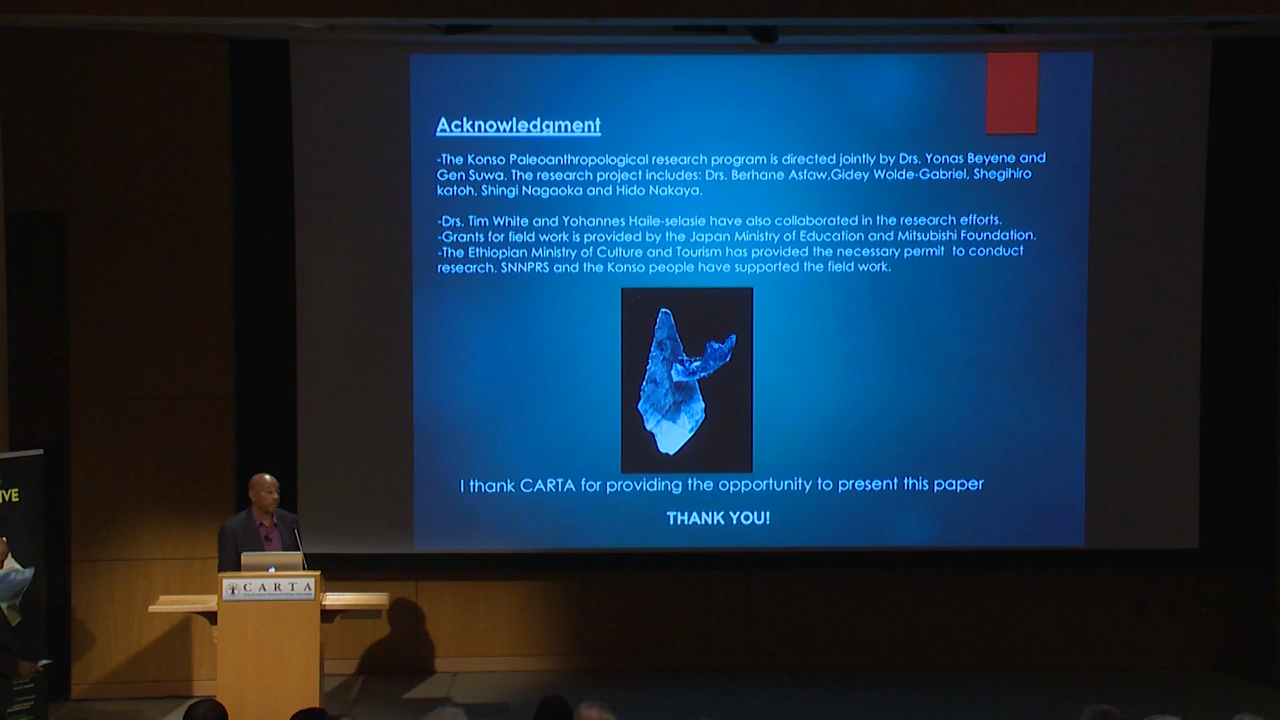 Acknowledgment
-The Konso Paleoanthropological research program is directed jointly by Drs. Yonas Beyene and
Gen Suwa. The research project includes: Drs. Berhane Asfaw,Gidey Wolde-Gabriel, Shegihiro
katoh, Shingi Nagaoka and Hido Nakaya.
-Drs. Tim White and Yohannes Haile-selasie have also collaborated in the research efforts.
-Grants for field work is provided by the Japan Ministry of Education and Mitsubishi Foundation.
-The Ethiopian Ministry of Culture and Tourism has provided the necessary permit to conduct
research. SNNPRS and the Konso people have supported the field work.
I thank CARTA for providing the opportunity to present this paper
THANK YOU!
CARTA